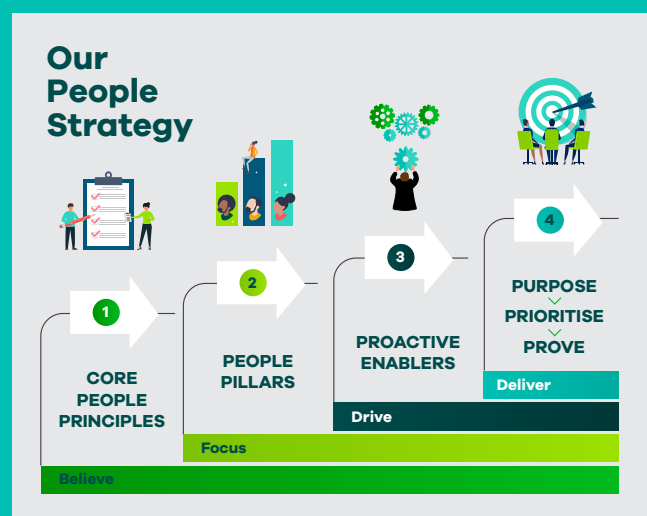 Our
People
Strategy
1
CORE
PEOPLE
PRINCIPLES
2
PEOPLE
PILLARS
3
PROACTIVE
ENABLERS
4
PURPOSE
PRIORITISE
PROVE
Deliver
Drive
Focus
Believe